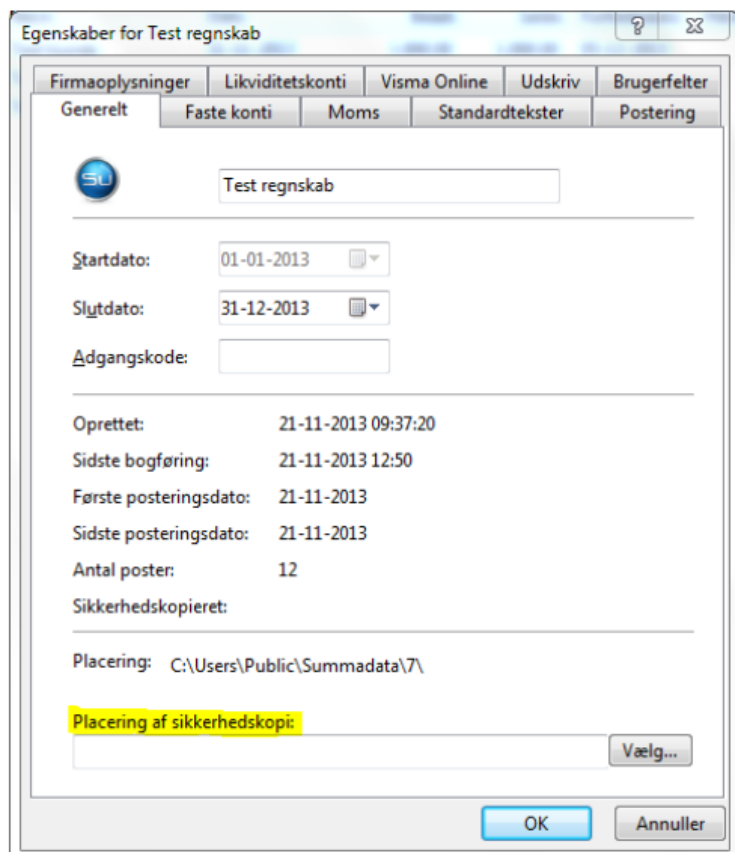 Egenskaber for Test regnskab
Firmaoplysninger Likviditetskonti Visma Online Udskriv Brugerfelter
Generelt Faste konti Moms Standardtekster Postering
Su Test regnskab
Startdato: 01-01-2013
Slutdato: 31-12-2013
Adgangskode:
Oprettet: 21-11-2013 09:37:20
Sidste bogføring: 21-11-2013 12:50
Første posteringsdato: 21-11-2013
Sidste posteringsdato: 21-11-2013
Antal poster: 12
Sikkerhedskopieret:
Placering: C:\Users\Public\Summadata\7\
Placering af sikkerhedskopi:
Vælg...
OK Annuller